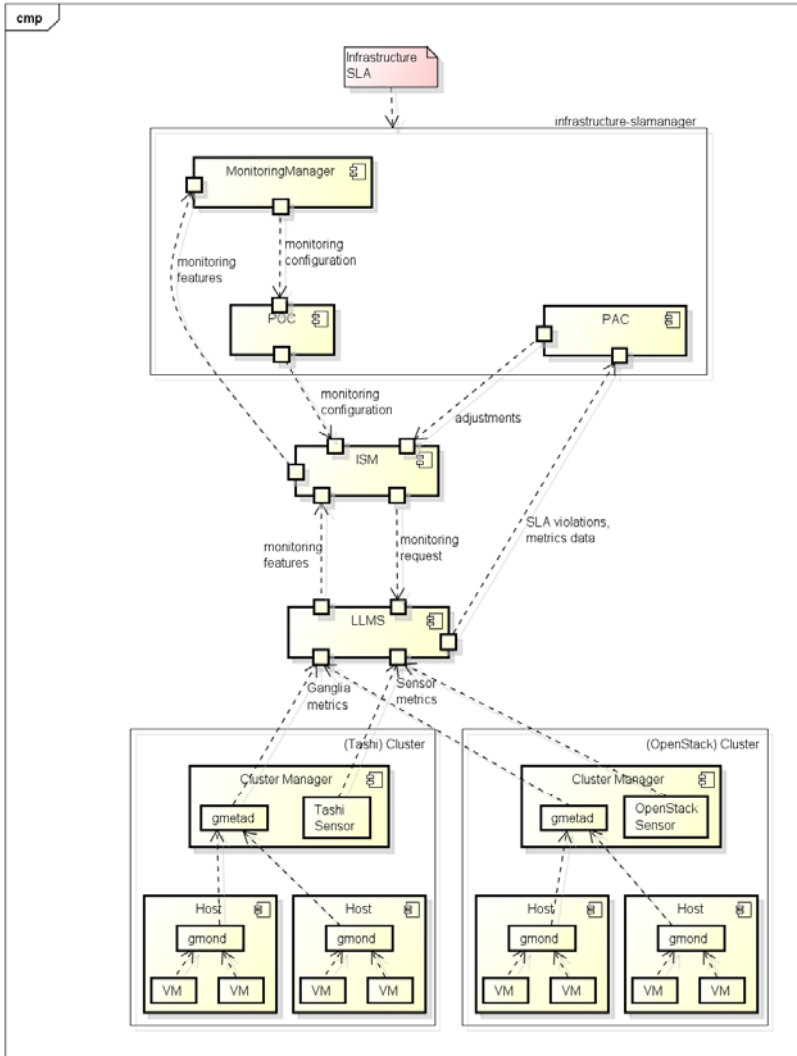 cmp
Infrastructure
SLA
infrastructure-slamanager
MonitoringManager
monitoring
configuration
monitoring
features
POC
PAC
monitoring
configuration
adjustments
ISM
SLA violations,
metrics data
monitoring
features
monitoring
request
LLMS
Ganglia
metrics
Sensor
metrics
(Tashi) Cluster
(OpenStack) Cluster
Cluster Manager
Cluster Manager
gmetad
Tashi
Sensor
gmetad
OpenStack
Sensor
Host
Host
Host
Host
gmond
gmond
gmond
gmond
VM
VM
VM
VM
VM
VM
VM
VM